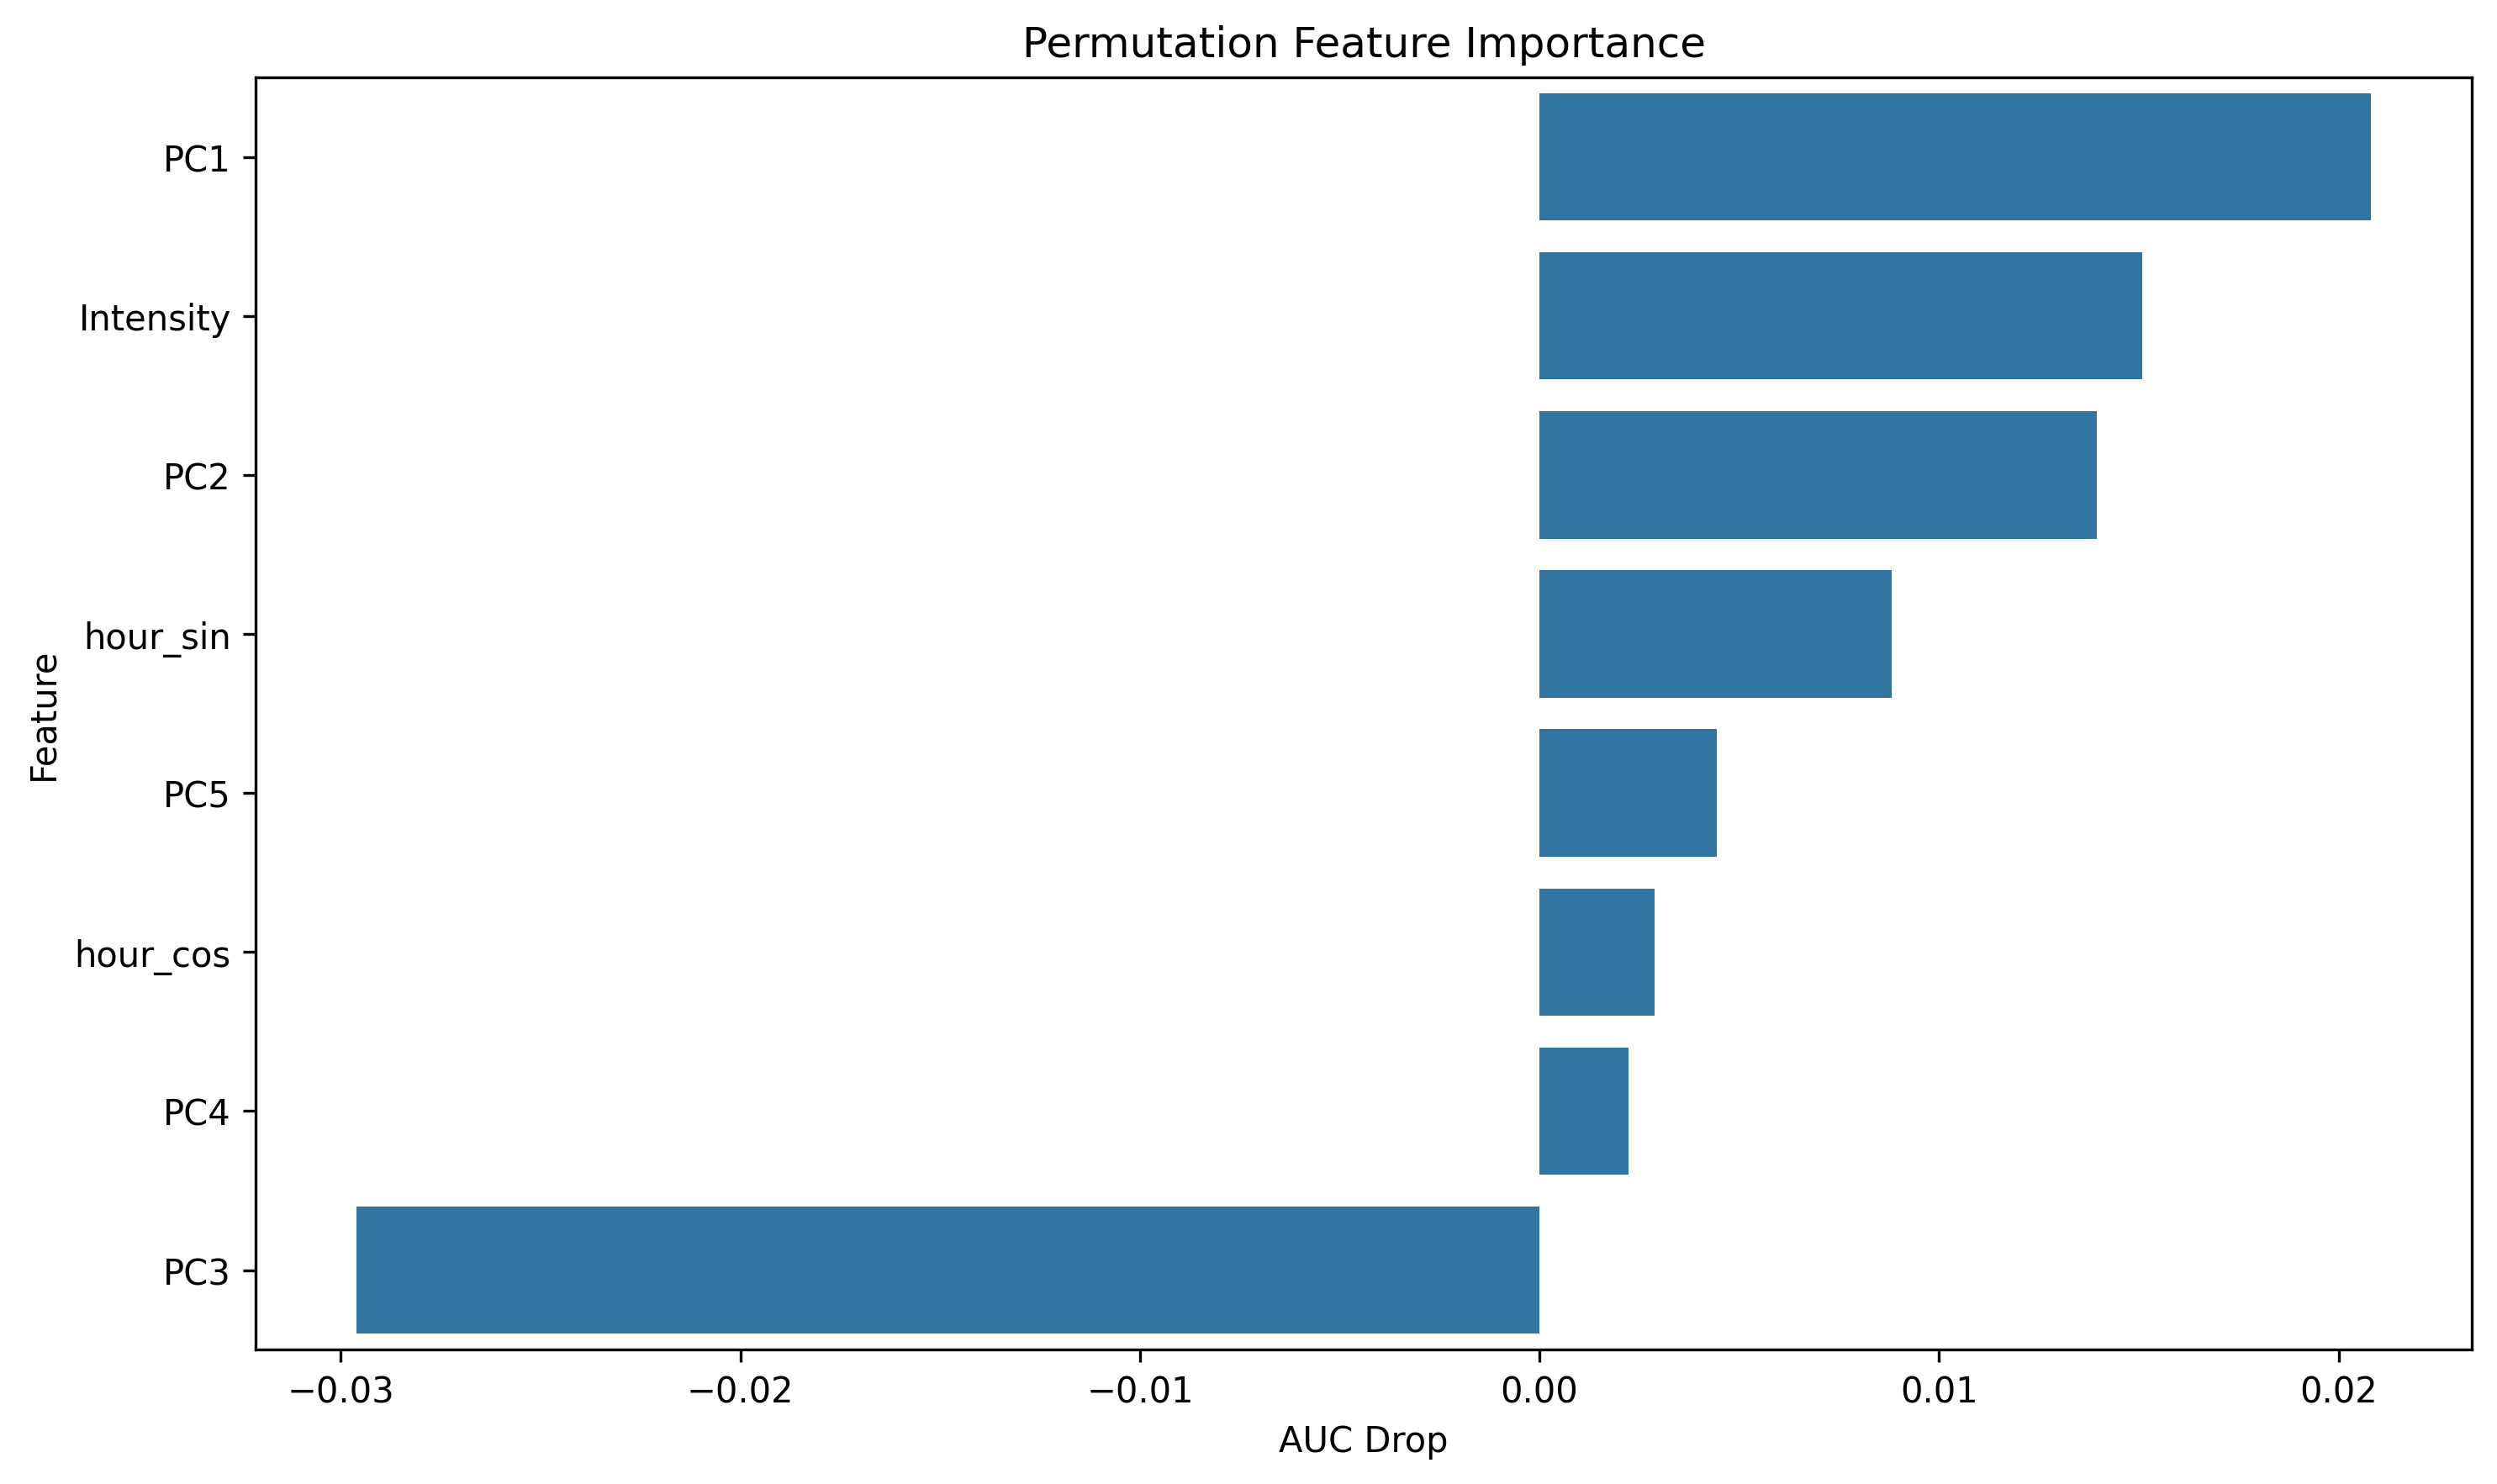 Permutation Feature Importance
Feature
PC1
Intensity
PC2
hour_sin
PC5
hour_cos
PC4
PC3
−0.03 −0.02 −0.01 0.00 0.01 0.02
AUC Drop